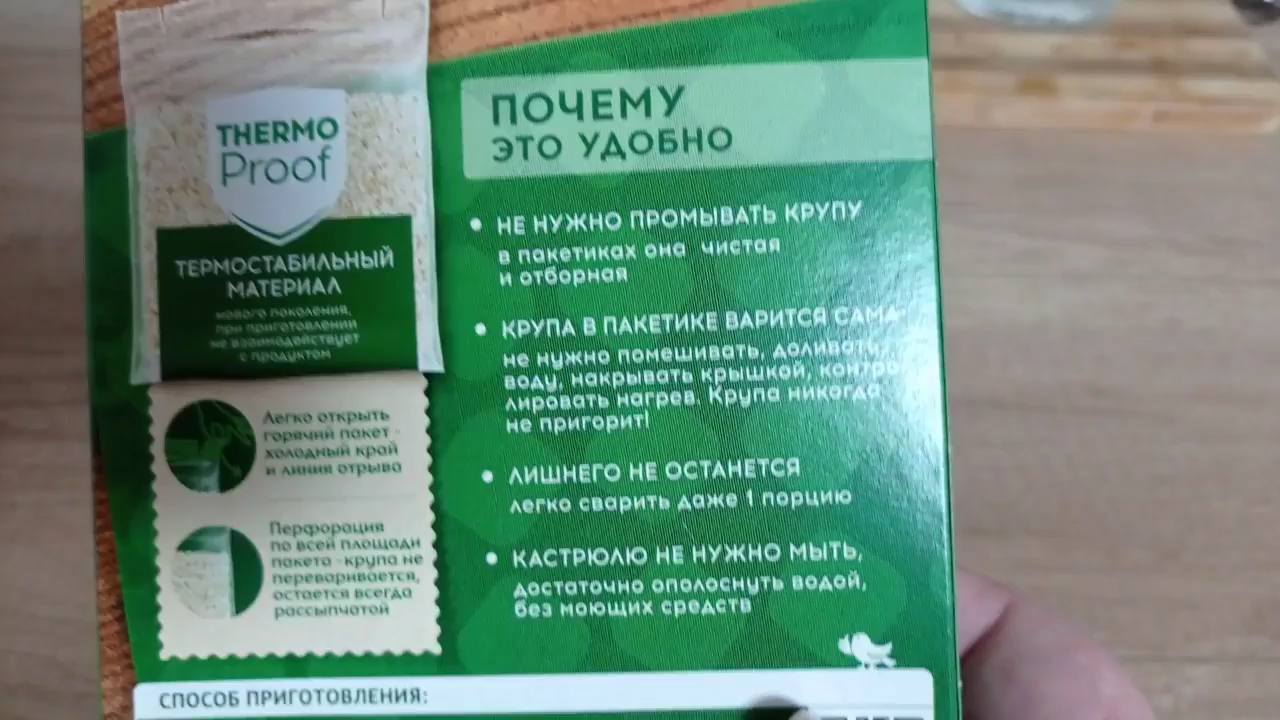 THERMO
Proof
ТЕРМОСТАБИЛЬНЫЙ
МАТЕРИАЛ
нового поколения,
при приготовлении
не взаимодействует
с продуктом
Легко открыть
горячий пакет -
холодный край
и линия отрыва
Перфорация
по всей площади
пакета - крупа не
переваривается,
остается всегда
рассыпчатой
ПОЧЕМУ
ЭТО УДОБНО
• НЕ НУЖНО ПРОМЫВАТЬ КРУПУ
в пакетиках она чистая
и отборная
• КРУПА В ПАКЕТИКЕ ВАРИТСЯ САМА
не нужно помешивать, доливать
воду, накрывать крышкой, контро
лировать нагрев. Крупа никогда
не пригорит!
• ЛИШНЕГО НЕ ОСТАНЕТСЯ
легко сварить даже 1 порцию
• КАСТРЮЛЮ НЕ НУЖНО МЫТЬ,
достаточно ополоснуть водой,
без моющих средств
СПОСОБ ПРИГОТОВЛЕНИЯ: